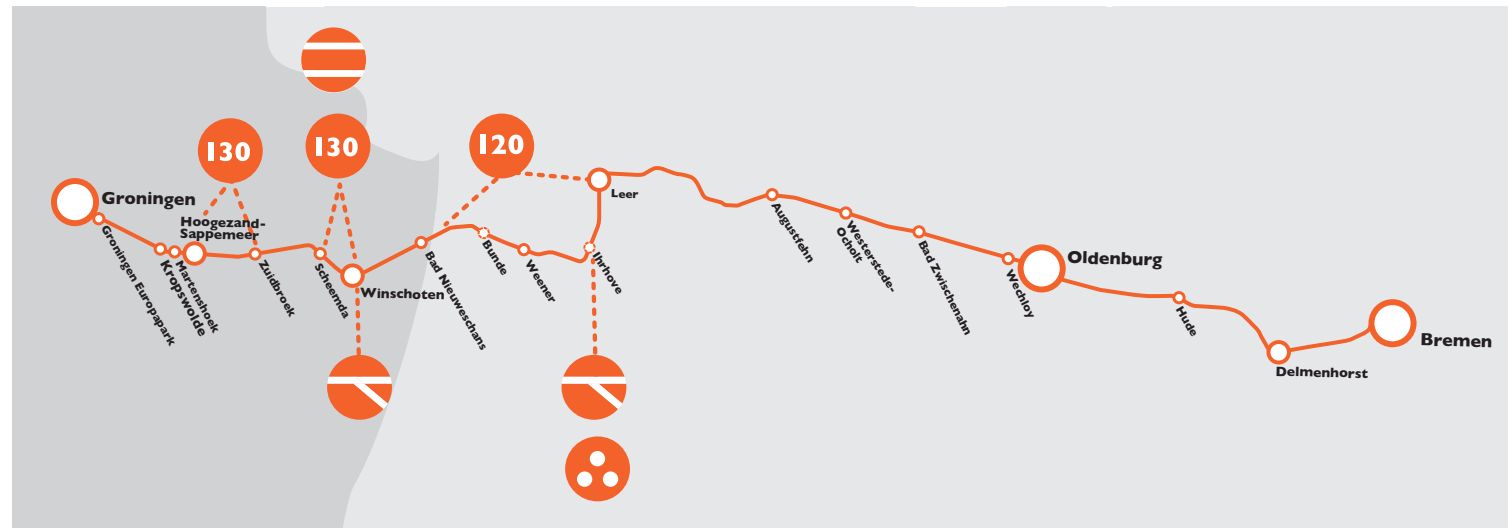 130
130
120
Groningen
Groningen Europapark
Kropswolde
Martenshoek
Hoogezand-
Sappemeer
Zuidbroek
Scheemda
Winschoten
Bad Nieuweschans
Bunde
Weener
Ihrhove
Leer
Augustfehn
Westerstede-
Ocholt
Bad Zwischenahn
Wechloy
Oldenburg
Hude
Delmenhorst
Bremen